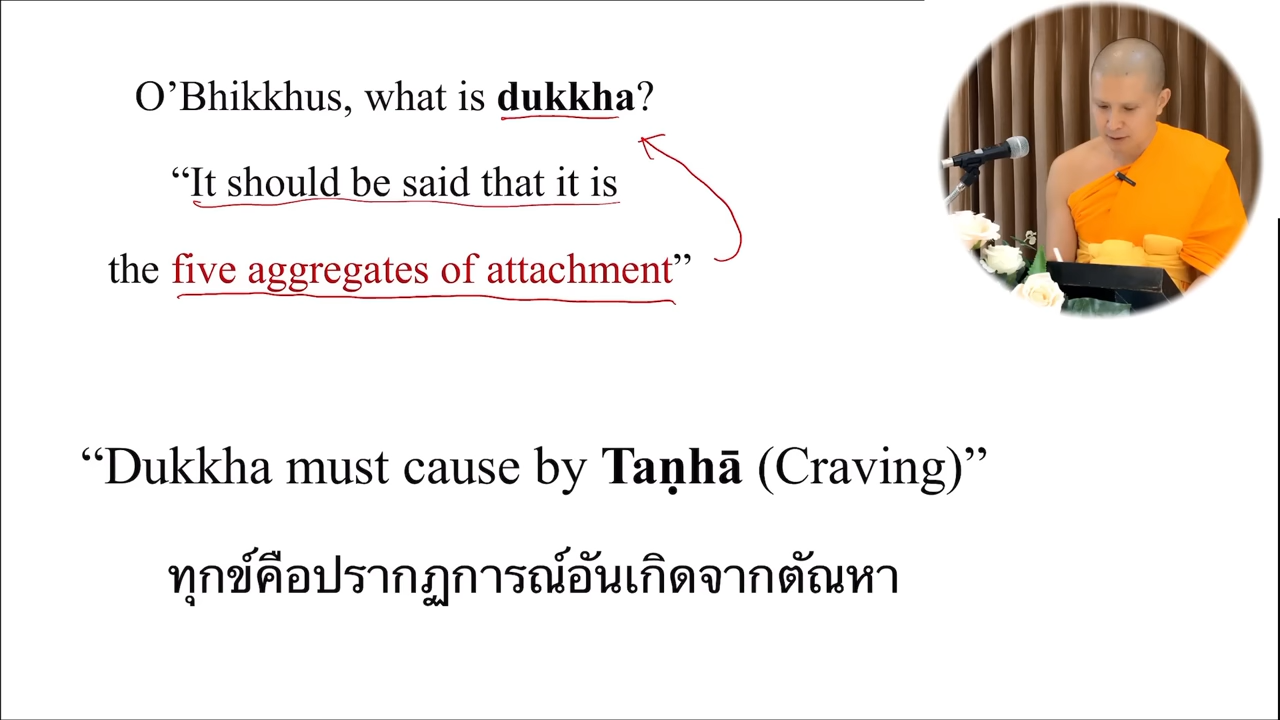 O’Bhikkhus, what is dukkha?
“It should be said that it is
the five aggregates of attachment”
“Dukkha must cause by Taṇhā (Craving)”
ทุกข์คือปรากฏการณ์อันเกิดจากตัณหา